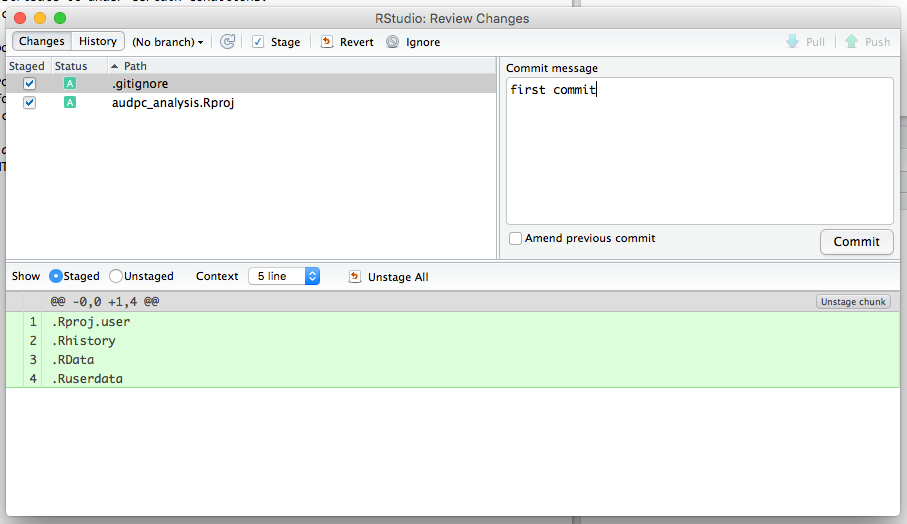 RStudio: Review Changes
Changes History (No branch) Stage Revert Ignore Pull Push
Staged Status Path
A .gitignore
A audpc_analysis.Rproj
Commit message
first commit
Amend previous commit Commit
Show Staged Unstaged Context 5 line Unstage All
@@ -0,0 +1,4 @@ Unstage chunk
1 .Rproj.user
2 .Rhistory
3 .RData
4 .Ruserdata